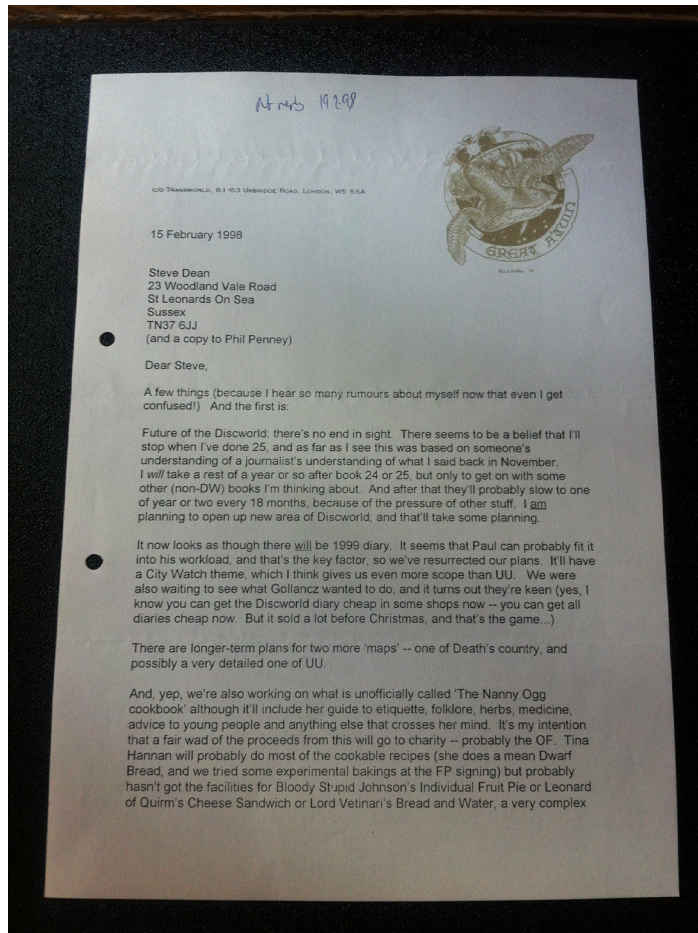 19 2 98
C/O TRANSWORLD, 61-63 UXBRIDGE ROAD, LONDON, W5 5SA
GREAT A'TUIN
15 February 1998
Steve Dean
23 Woodland Vale Road
St Leonards On Sea
Sussex
TN37 6JJ
(and a copy to Phil Penney)
Dear Steve,
A few things (because I hear so many rumours about myself now that even I get
confused!)  And the first is:
Future of the Discworld: there's no end in sight.  There seems to be a belief that I'll
stop when I've done 25, and as far as I see this was based on someone's
understanding of a journalist's understanding of what I said back in November.
I will take a rest of a year or so after book 24 or 25, but only to get on with some
other (non-DW) books I'm thinking about.  And after that they'll probably slow to one
of year or two every 18 months, because of the pressure of other stuff.  I am
planning to open up new area of Discworld, and that'll take some planning.
It now looks as though there will be 1999 diary.  It seems that Paul can probably fit it
into his workload, and that's the key factor, so we've resurrected our plans.  It'll have
a City Watch theme, which I think gives us even more scope than UU.   We were
also waiting to see what Gollancz wanted to do, and it turns out they're keen (yes, I
know you can get the Discworld diary cheap in some shops now -- you can get all
diaries cheap now.  But it sold a lot before Christmas, and that's the game...)
There are longer-term plans for two more 'maps' -- one of Death's country, and
possibly a very detailed one of UU.
And, yep, we're also working on what is unofficially called 'The Nanny Ogg
cookbook' although it'll include her guide to etiquette, folklore, herbs, medicine,
advice to young people and anything else that crosses her mind.  It's my intention
that a fair wad of the proceeds from this will go to charity -- probably the OF.  Tina
Hannan will probably do most of the cookable recipes (she does a mean Dwarf
Bread, and we tried some experimental bakings at the FP signing) but probably
hasn't got the facilities for Bloody Stupid Johnson's Individual Fruit Pie or Leonard
of Quirm's Cheese Sandwich or Lord Vetinari's Bread and Water, a very complex